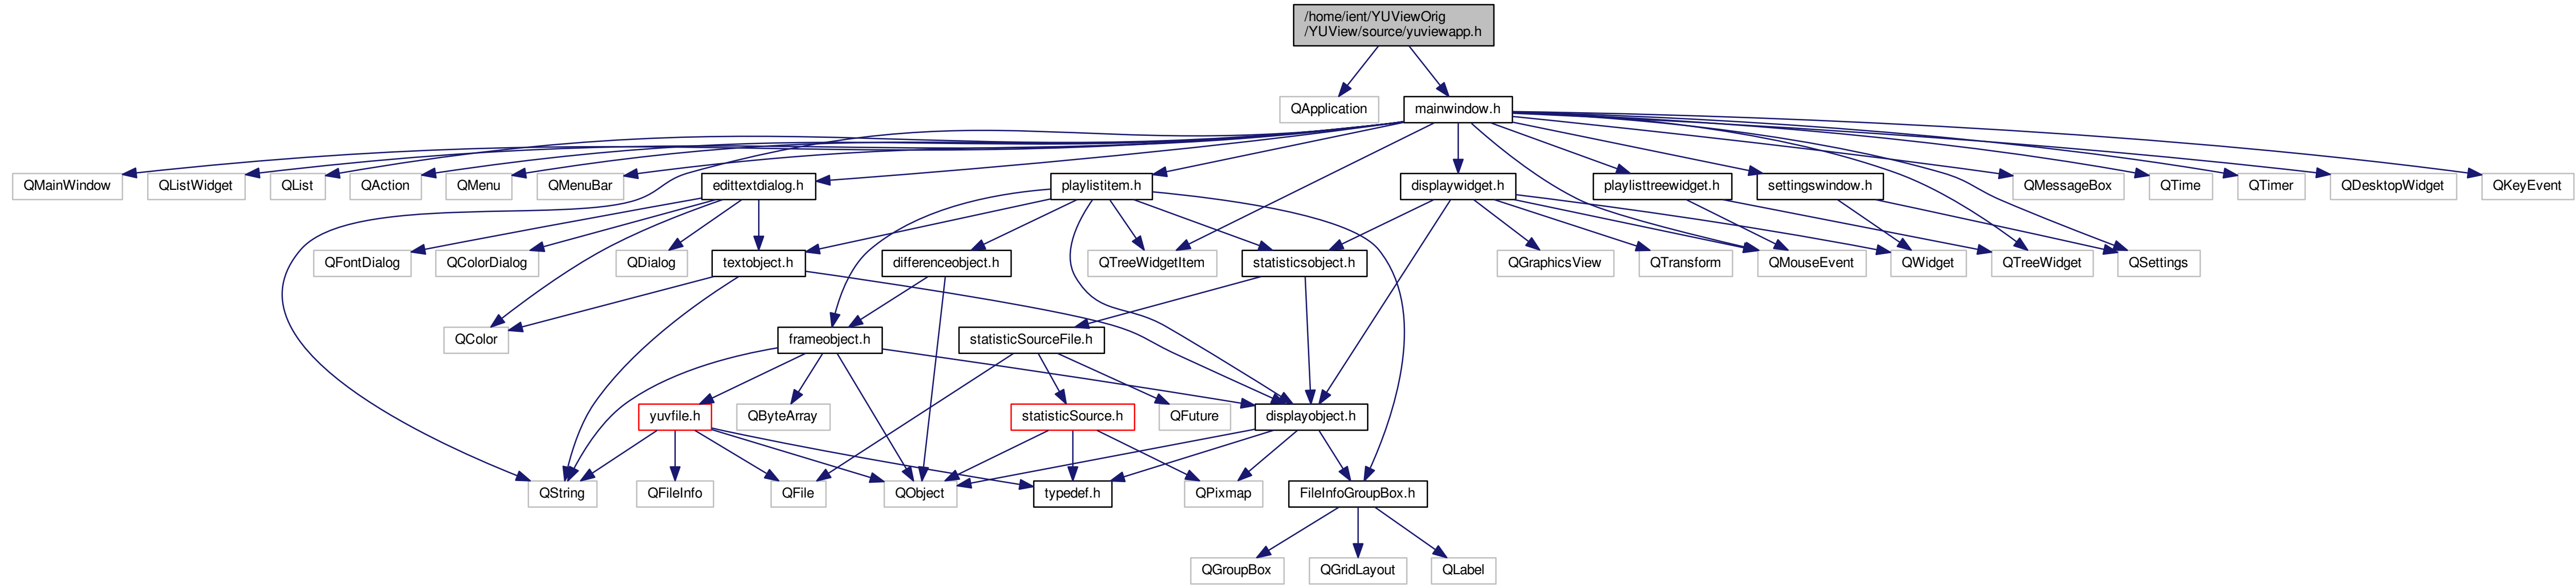 /home/ient/YUViewOrig
/YUView/source/yuviewapp.h
QApplication
mainwindow.h
QMainWindow
QListWidget
QList
QAction
QMenu
QMenuBar
edittextdialog.h
playlistitem.h
displaywidget.h
playlisttreewidget.h
settingswindow.h
QMessageBox
QTime
QTimer
QDesktopWidget
QKeyEvent
QFontDialog
QColorDialog
QDialog
textobject.h
differenceobject.h
QTreeWidgetItem
statisticsobject.h
QGraphicsView
QTransform
QMouseEvent
QWidget
QTreeWidget
QSettings
QColor
frameobject.h
statisticSourceFile.h
yuvfile.h
QByteArray
statisticSource.h
QFuture
displayobject.h
QString
QFileInfo
QFile
QObject
typedef.h
QPixmap
FileInfoGroupBox.h
QGroupBox
QGridLayout
QLabel